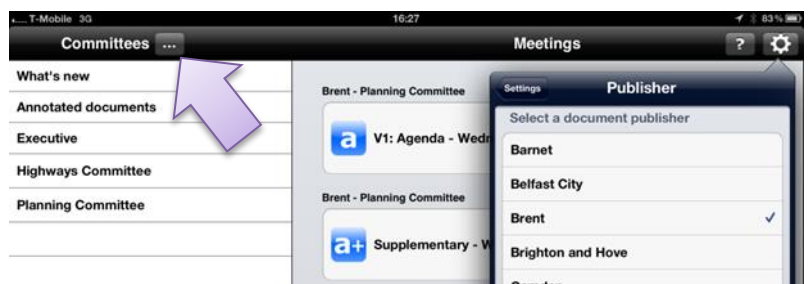 T-Mobile 3G 16:27 83%
Committees ... Meetings ?
What's new
Annotated documents
Executive
Highways Committee
Planning Committee
Brent - Planning Committee
a V1: Agenda - Wedn
Brent - Planning Committee
a+ Supplementary - W
Settings Publisher
Select a document publisher
Barnet
Belfast City
Brent
Brighton and Hove